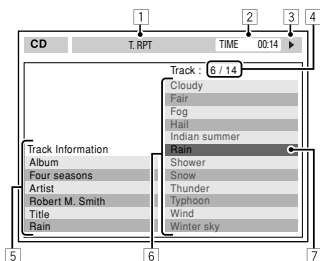 1 2 3 4
CD T. RPT TIME 00:14
Track : 6 / 14
Cloudy
Fair
Fog
Hail
Indian summer
Rain
Shower
Snow
Thunder
Typhoon
Wind
Winter sky
Track Information
Album
Four seasons
Artist
Robert M. Smith
Title
Rain
5 6 7